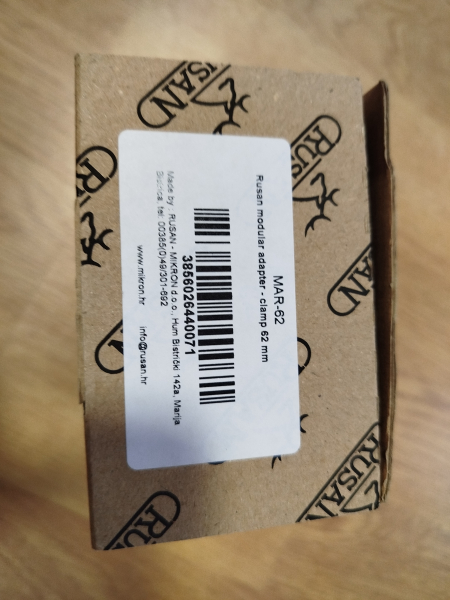 MAR-62
Rusan modular adapter - clamp 62 mm
3856026440071
Made by : RUSAN - MIKRON d.o.o., Hum Bistrički 142a, Marija
Bistrica, tel: 00385(0)49/301-692
www.mikron.hr info@rusan.hr
RUSAN
RUSAN
RUSAN
RUSAN